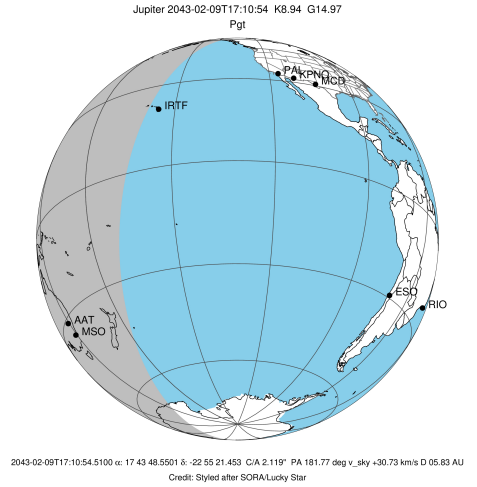 Jupiter 2043-02-09T17:10:54  K8.94  G14.97
Pgt
PAL
KPNO
MCD
IRTF
ESO
RIO
AAT
MSO
2043-02-09T17:10:54.5100 α: 17 43 48.5501 δ: -22 55 21.453  C/A 2.119"  PA 181.77 deg v_sky +30.73 km/s D 05.83 AU
Credit: Styled after SORA/Lucky Star